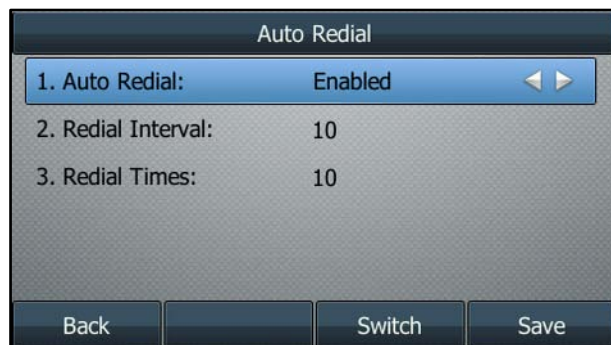 Auto Redial
1. Auto Redial: Enabled
2. Redial Interval: 10
3. Redial Times: 10
Back Switch Save